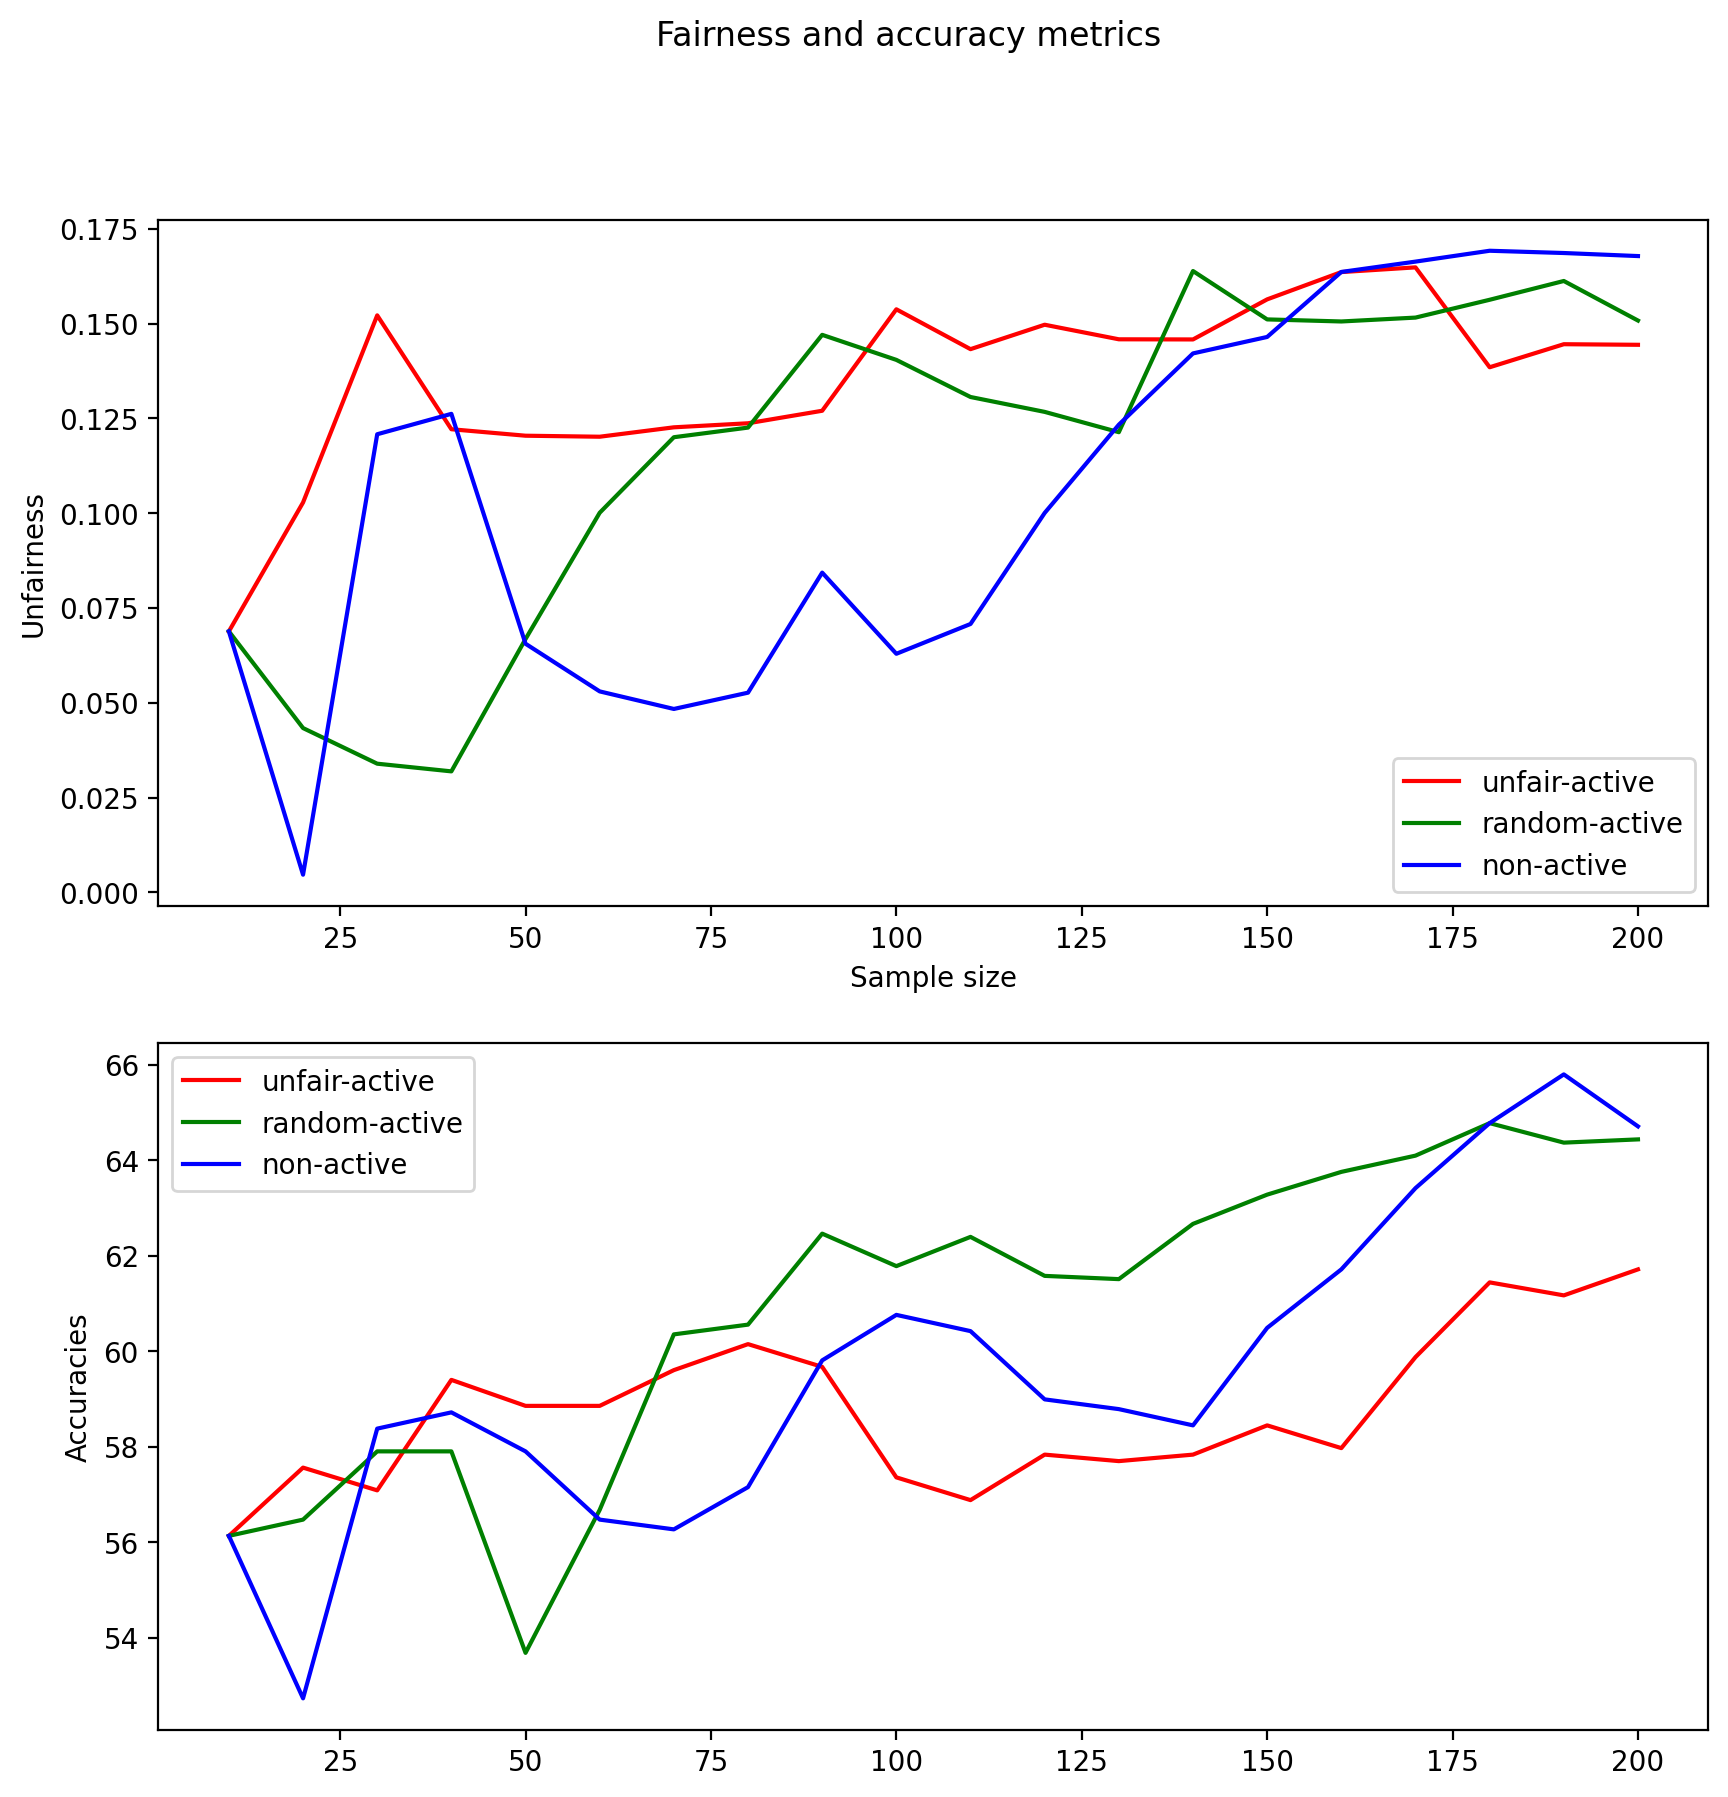 Fairness and accuracy metrics
0.175
0.150
0.125
0.100
0.075
0.050
0.025
0.000
Unfairness
unfair-active
random-active
non-active
25 50 75 100 125 150 175 200
Sample size
66
64
62
60
58
56
54
Accuracies
unfair-active
random-active
non-active
25 50 75 100 125 150 175 200